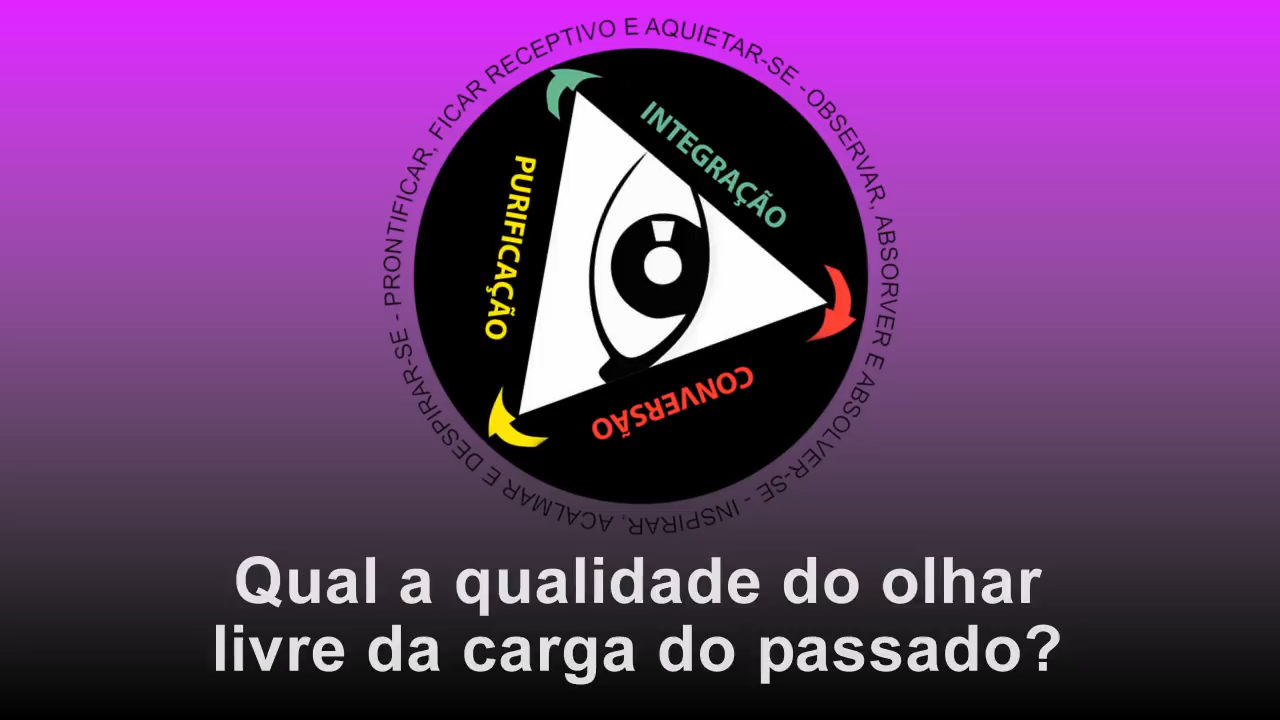 PRONTIFICAR, FICAR RECEPTIVO E AQUIETAR-SE - OBSERVAR, ABSORVER E ABSOLVER-SE - INSPIRAR, ACALMAR E DESPIRAR-SE -
INTEGRAÇÃO
PURIFICAÇÃO
CONVERSÃO
Qual a qualidade do olhar
livre da carga do passado?